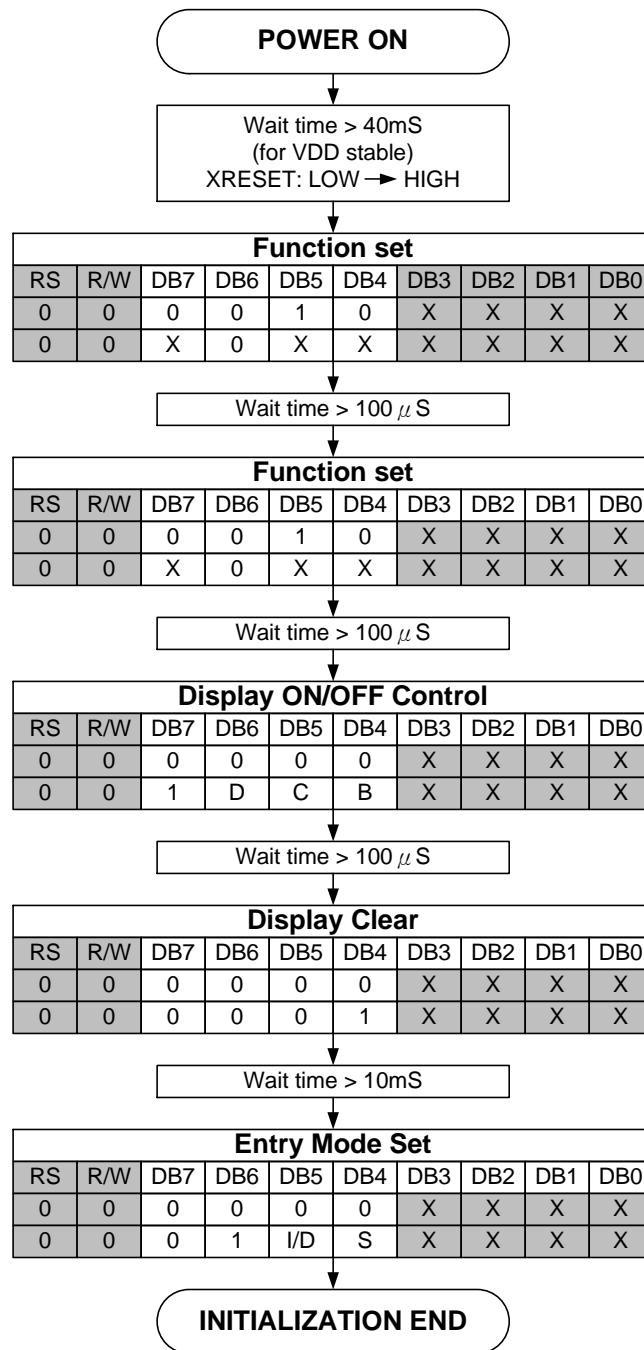 POWER ON
Wait time > 40mS
(for VDD stable)
XRESET: LOW → HIGH
Function set
RS R/W DB7 DB6 DB5 DB4 DB3 DB2 DB1 DB0
0 0 0 0 1 0 X X X X
0 0 X 0 X X X X X X
Wait time > 100 μS
Function set
RS R/W DB7 DB6 DB5 DB4 DB3 DB2 DB1 DB0
0 0 0 0 1 0 X X X X
0 0 X 0 X X X X X X
Wait time > 100 μS
Display ON/OFF Control
RS R/W DB7 DB6 DB5 DB4 DB3 DB2 DB1 DB0
0 0 0 0 0 0 X X X X
0 0 1 D C B X X X X
Wait time > 100 μS
Display Clear
RS R/W DB7 DB6 DB5 DB4 DB3 DB2 DB1 DB0
0 0 0 0 0 0 X X X X
0 0 0 0 0 1 X X X X
Wait time > 10mS
Entry Mode Set
RS R/W DB7 DB6 DB5 DB4 DB3 DB2 DB1 DB0
0 0 0 0 0 0 X X X X
0 0 0 1 I/D S X X X X
INITIALIZATION END